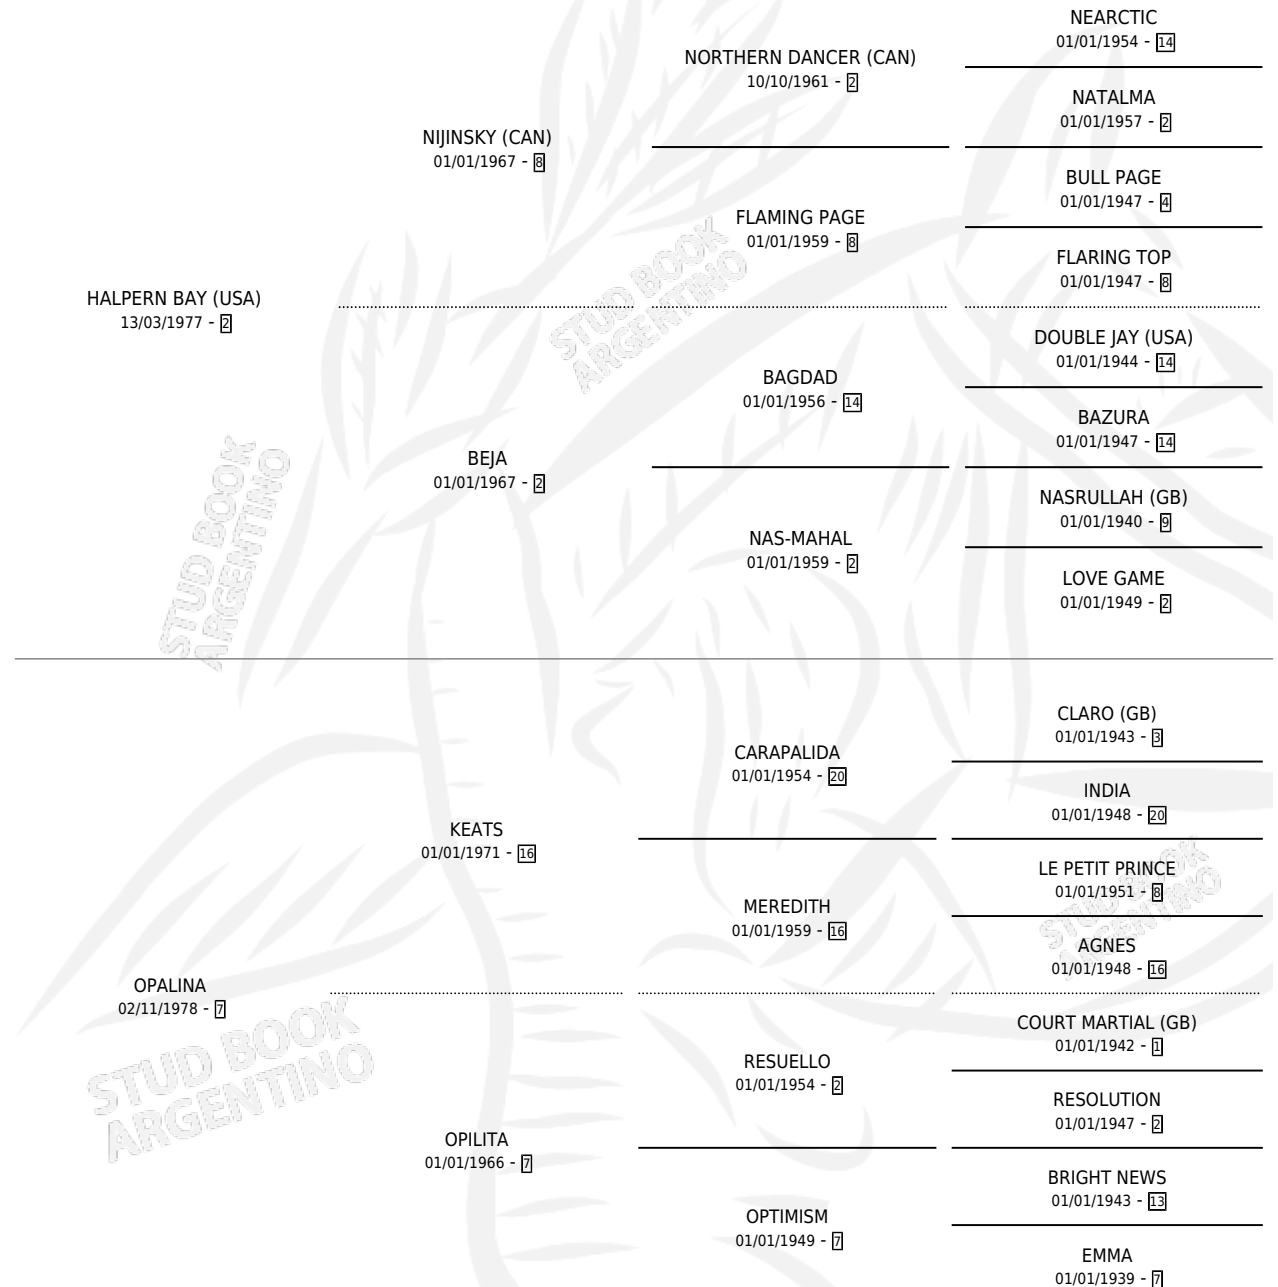 NEARCTIC
01/01/1954 - 14
NORTHERN DANCER (CAN)
10/10/1961 - 2
NATALMA
01/01/1957 - 2
NIJINSKY (CAN)
01/01/1967 - 8
BULL PAGE
01/01/1947 - 4
FLAMING PAGE
01/01/1959 - 8
FLARING TOP
01/01/1947 - 8
HALPERN BAY (USA)
13/03/1977 - 2
DOUBLE JAY (USA)
01/01/1944 - 14
BAGDAD
01/01/1956 - 14
BAZURA
01/01/1947 - 14
BEJA
01/01/1967 - 2
NASRULLAH (GB)
01/01/1940 - 9
NAS-MAHAL
01/01/1959 - 2
LOVE GAME
01/01/1949 - 2
CLARO (GB)
01/01/1943 - 3
CARAPALIDA
01/01/1954 - 20
INDIA
01/01/1948 - 20
KEATS
01/01/1971 - 16
LE PETIT PRINCE
01/01/1951 - 8
MEREDITH
01/01/1959 - 16
AGNES
01/01/1948 - 16
OPALINA
02/11/1978 - 7
COURT MARTIAL (GB)
01/01/1942 - 1
RESUELLO
01/01/1954 - 2
RESOLUTION
01/01/1947 - 2
OPILITA
01/01/1966 - 7
BRIGHT NEWS
01/01/1943 - 13
OPTIMISM
01/01/1949 - 7
EMMA
01/01/1939 - 7
STUD BOOK
ARGENTINO
STUD BOOK
ARGENTINO
STUD BOOK
ARGENTINO
STUD BOOK
ARGENTINO